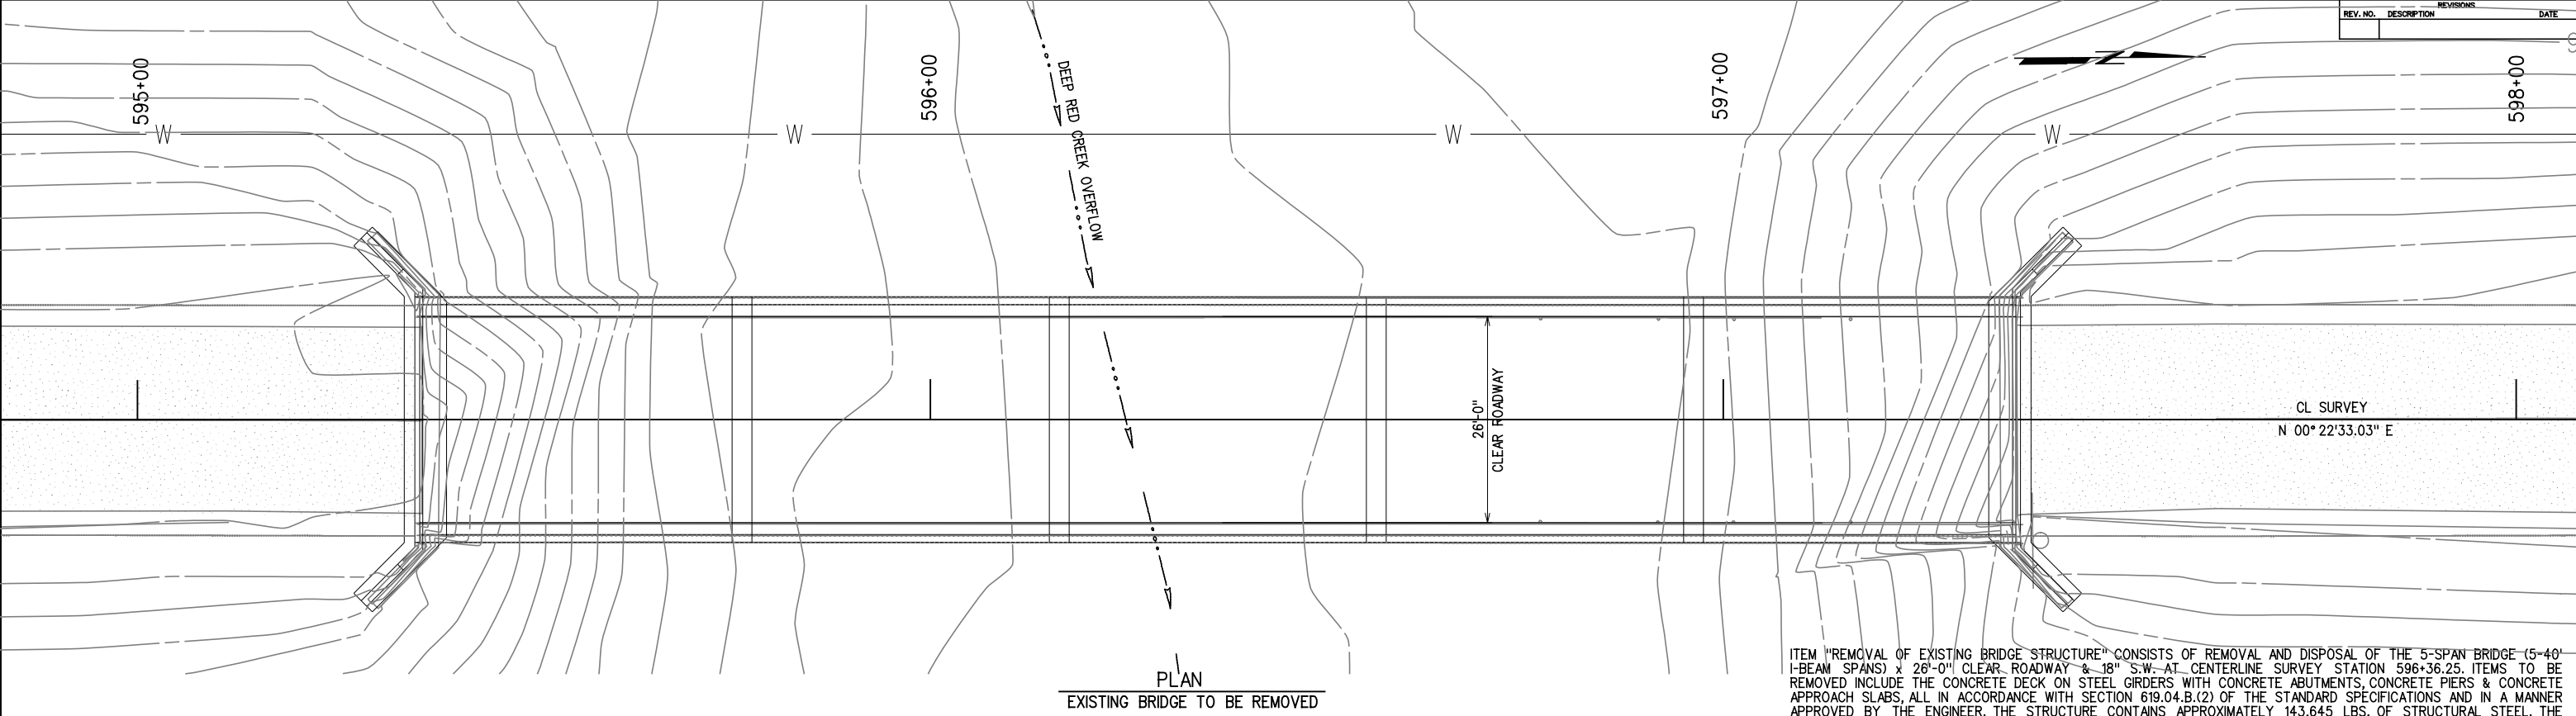 REVISIONS
REV. NO. DESCRIPTION DATE
595+00
596+00
597+00
598+00
W W W W
DEEP RED CREEK OVERFLOW
26'-0"
CLEAR ROADWAY
CL SURVEY
N 00° 22'33.03" E
PLAN
EXISTING BRIDGE TO BE REMOVED
ITEM "REMOVAL OF EXISTING BRIDGE STRUCTURE" CONSISTS OF REMOVAL AND DISPOSAL OF THE 5-SPAN BRIDGE (5-40'
I-BEAM SPANS) x 26'-0" CLEAR ROADWAY & 18" S.W. AT CENTERLINE SURVEY STATION 596+36.25. ITEMS TO BE
REMOVED INCLUDE THE CONCRETE DECK ON STEEL GIRDERS WITH CONCRETE ABUTMENTS, CONCRETE PIERS & CONCRETE
APPROACH SLABS, ALL IN ACCORDANCE WITH SECTION 619.04.B.(2) OF THE STANDARD SPECIFICATIONS AND IN A MANNER
APPROVED BY THE ENGINEER. THE STRUCTURE CONTAINS APPROXIMATELY 143,645 LBS. OF STRUCTURAL STEEL. THE